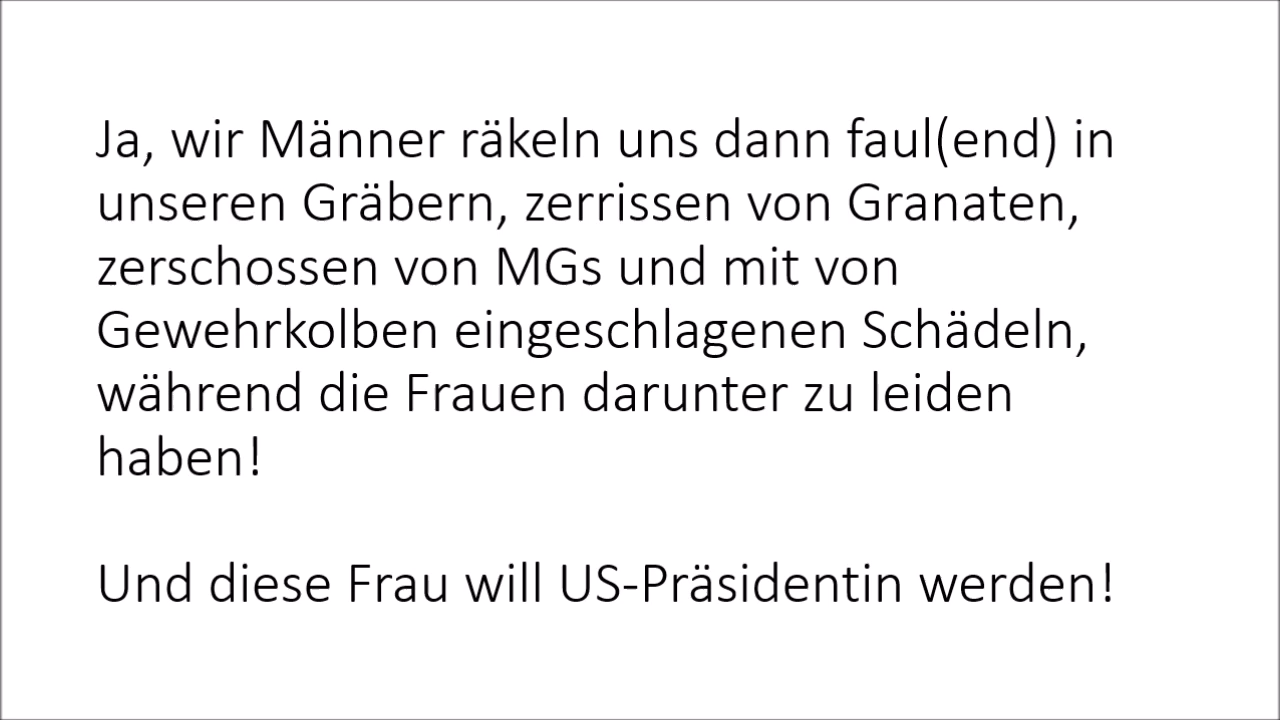 Ja, wir Männer räkeln uns dann faul(end) in
unseren Gräbern, zerrissen von Granaten,
zerschossen von MGs und mit von
Gewehrkolben eingeschlagenen Schädeln,
während die Frauen darunter zu leiden
haben!
Und diese Frau will US-Präsidentin werden!